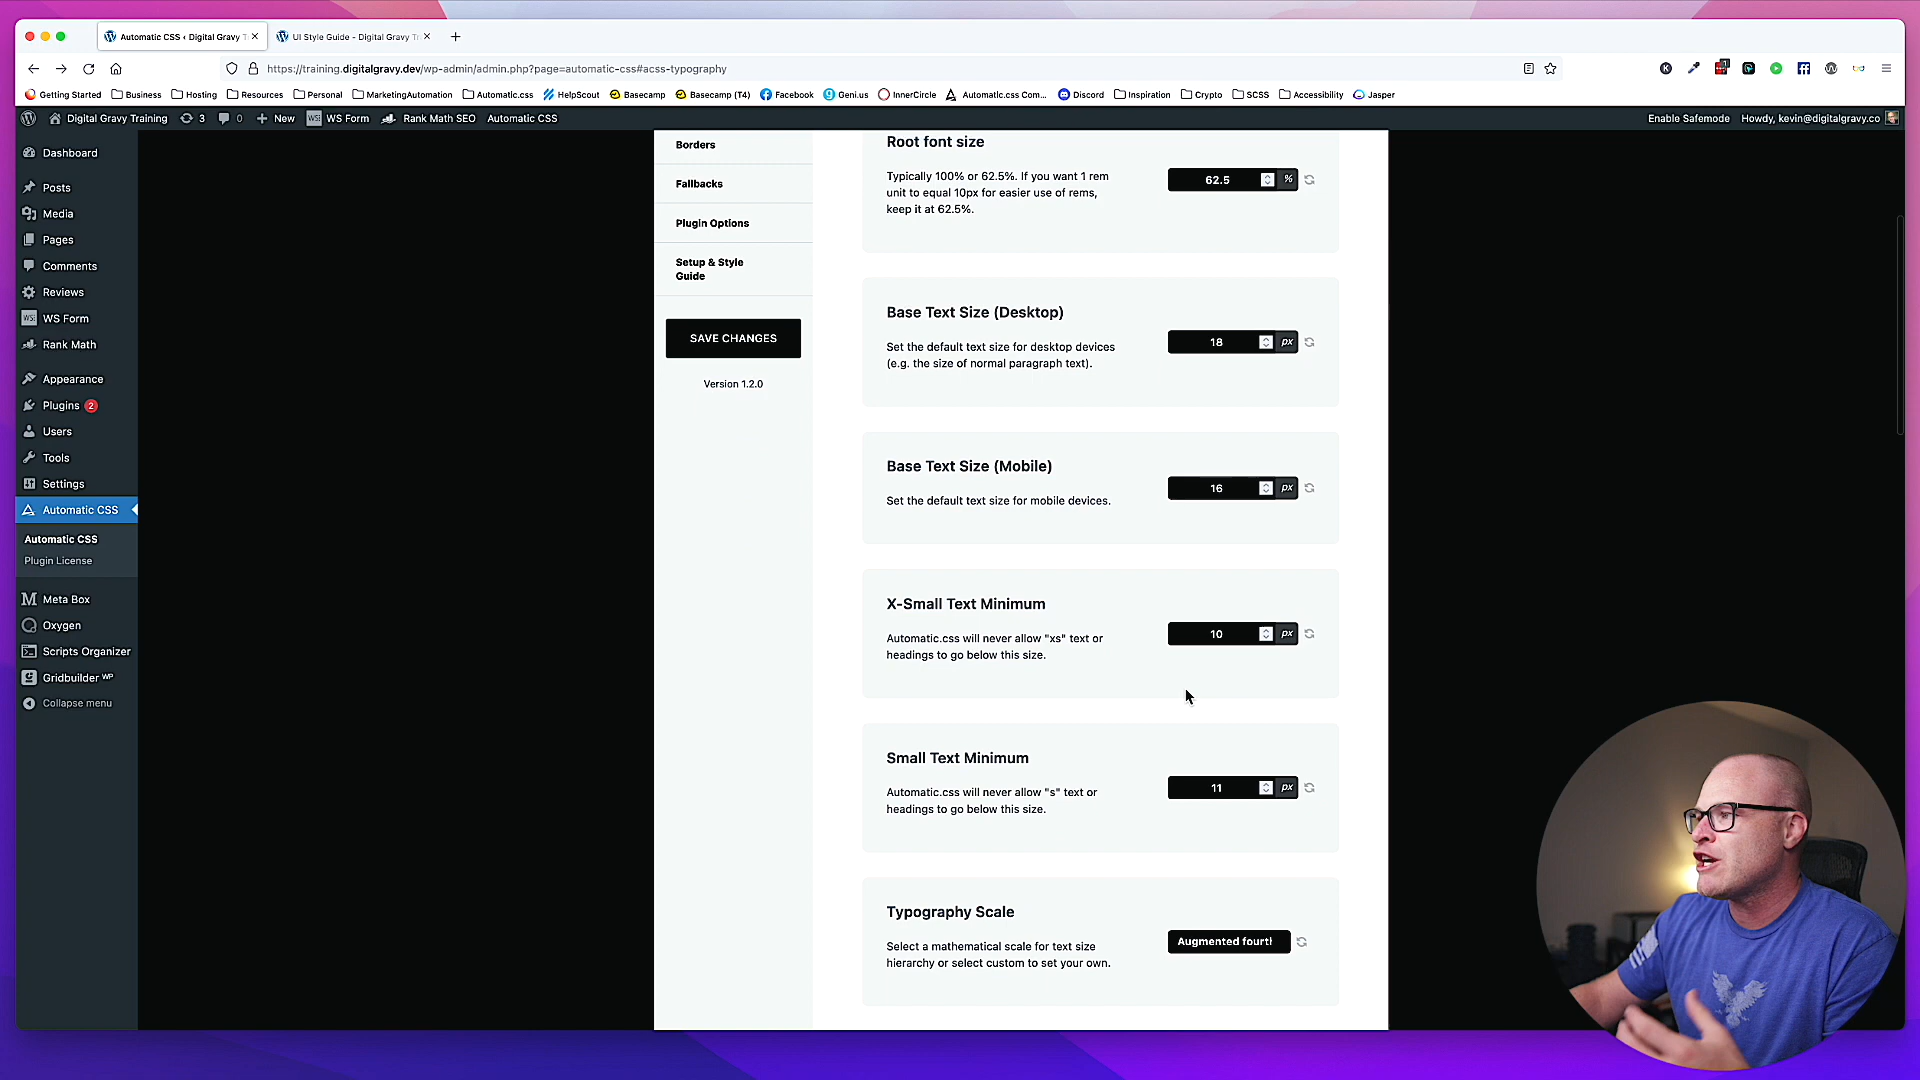 Automatic CSS ‹ Digital Gravy T
UI Style Guide - Digital Gravy Tr
https://training.digitalgravy.dev/wp-admin/admin.php?page=automatic-css#acss-typography
Getting Started
Business
Hosting
Resources
Personal
MarketingAutomation
Automatic.css
HelpScout
Basecamp
Basecamp (T4)
Facebook
Geni.us
InnerCircle
Automatic.css Com...
Discord
Inspiration
Crypto
SCSS
Accessibility
Jasper
Digital Gravy Training
3
0
New
WS Form
Rank Math SEO
Automatic CSS
Enable Safemode
Howdy, kevin@digitalgravy.co
Dashboard
Posts
Media
Pages
Comments
Reviews
WS Form
Rank Math
Appearance
Plugins 2
Users
Tools
Settings
Automatic CSS
Automatic CSS
Plugin License
Meta Box
Oxygen
Scripts Organizer
Gridbuilder WP
Collapse menu
Borders
Fallbacks
Plugin Options
Setup & Style
Guide
SAVE CHANGES
Version 1.2.0
Root font size
Typically 100% or 62.5%. If you want 1 rem
unit to equal 10px for easier use of rems,
keep it at 62.5%.
62.5 %
Base Text Size (Desktop)
Set the default text size for desktop devices
(e.g. the size of normal paragraph text).
18 px
Base Text Size (Mobile)
Set the default text size for mobile devices.
16 px
X-Small Text Minimum
Automatic.css will never allow "xs" text or
headings to go below this size.
10 px
Small Text Minimum
Automatic.css will never allow "s" text or
headings to go below this size.
11 px
Typography Scale
Select a mathematical scale for text size
hierarchy or select custom to set your own.
Augmented fourth